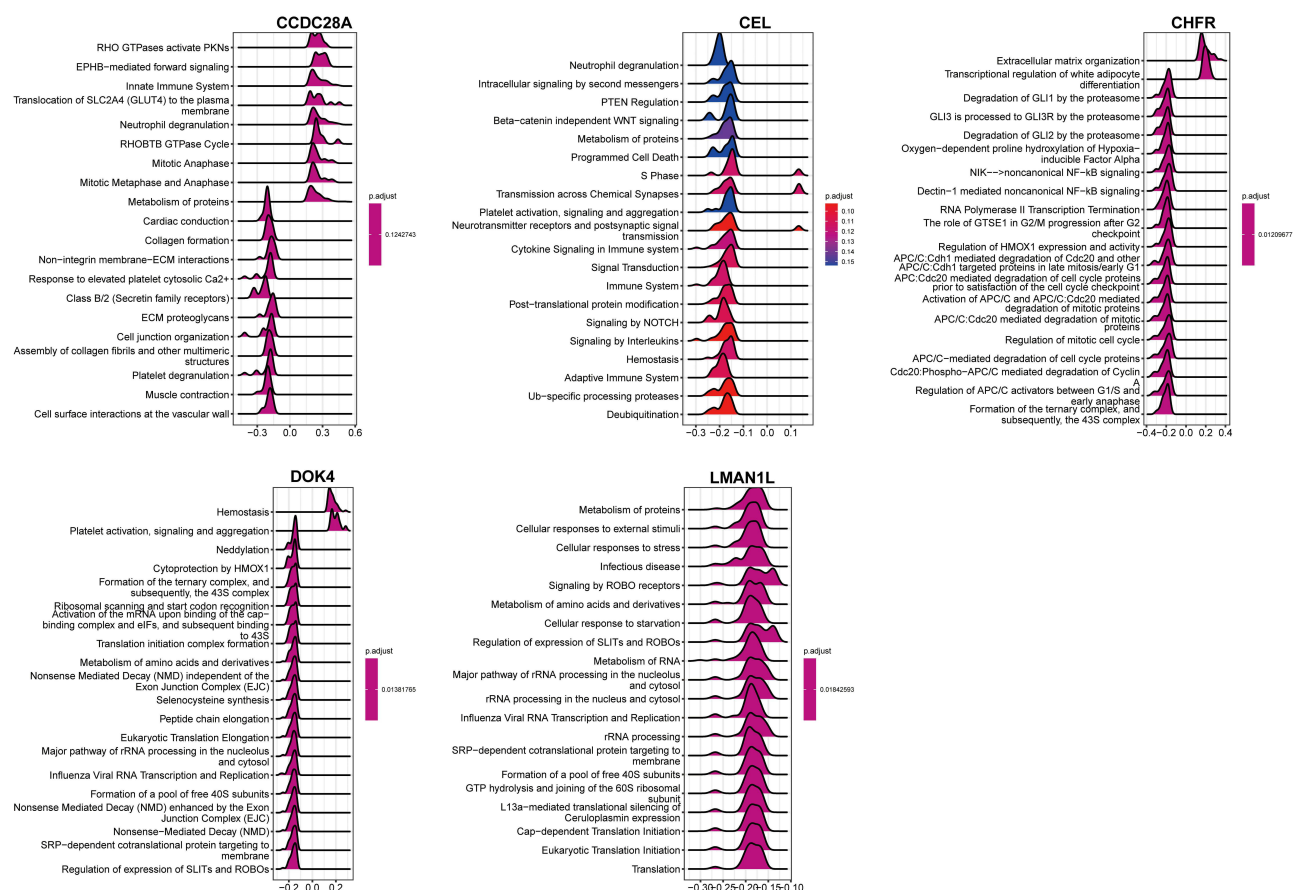 CCDC28A
RHO GTPases activate PKNs
EPHB-mediated forward signaling
Innate Immune System
Translocation of SLC2A4 (GLUT4) to the plasma
membrane
Neutrophil degranulation
RHOBTB GTPase Cycle
Mitotic Anaphase
Mitotic Metaphase and Anaphase
Metabolism of proteins
Cardiac conduction
Collagen formation
Non-integrin membrane-ECM interactions
Response to elevated platelet cytosolic Ca2+
Class B/2 (Secretin family receptors)
ECM proteoglycans
Cell junction organization
Assembly of collagen fibrils and other multimeric
structures
Platelet degranulation
Muscle contraction
Cell surface interactions at the vascular wall
-0.3 0.0 0.3 0.6
p.adjust
0.1242743
CEL
Neutrophil degranulation
Intracellular signaling by second messengers
PTEN Regulation
Beta-catenin independent WNT signaling
Metabolism of proteins
Programmed Cell Death
S Phase
Transmission across Chemical Synapses
Platelet activation, signaling and aggregation
Neurotransmitter receptors and postsynaptic signal
transmission
Cytokine Signaling in Immune system
Signal Transduction
Immune System
Post-translational protein modification
Signaling by NOTCH
Signaling by Interleukins
Hemostasis
Adaptive Immune System
Ub-specific processing proteases
Deubiquitination
-0.3 -0.2 -0.1 0.0 0.1
p.adjust
0.10
0.11
0.12
0.13
0.14
0.15
CHFR
Extracellular matrix organization
Transcriptional regulation of white adipocyte
differentiation
Degradation of GLI1 by the proteasome
GLI3 is processed to GLI3R by the proteasome
Degradation of GLI2 by the proteasome
Oxygen-dependent proline hydroxylation of Hypoxia-
inducible Factor Alpha
NIK-->noncanonical NF-kB signaling
Dectin-1 mediated noncanonical NF-kB signaling
RNA Polymerase II Transcription Termination
The role of GTSE1 in G2/M progression after G2
checkpoint
Regulation of HMOX1 expression and activity
APC/C:Cdh1 mediated degradation of Cdc20 and other
APC/C:Cdh1 targeted proteins in late mitosis/early G1
APC:Cdc20 mediated degradation of cell cycle proteins
prior to satisfation of the cell cycle checkpoint
Activation of APC/C and APC/C:Cdc20 mediated
degradation of mitotic proteins
APC/C:Cdc20 mediated degradation of mitotic
proteins
Regulation of mitotic cell cycle
APC/C-mediated degradation of cell cycle proteins
Cdc20:Phospho-APC/C mediated degradation of Cyclin
A
Regulation of APC/C activators between G1/S and
early anaphase
Formation of the ternary complex, and
subsequently, the 43S complex
-0.4 -0.2 0.0 0.2 0.4
p.adjust
0.01209677
DOK4
Hemostasis
Platelet activation, signaling and aggregation
Neddylation
Cytoprotection by HMOX1
Formation of the ternary complex, and
subsequently, the 43S complex
Ribosomal scanning and start codon recognition
Activation of the mRNA upon binding of the cap-
binding complex and eIFs, and subsequent binding
to 43S
Translation initiation complex formation
Metabolism of amino acids and derivatives
Nonsense Mediated Decay (NMD) independent of the
Exon Junction Complex (EJC)
Selenocysteine synthesis
Peptide chain elongation
Eukaryotic Translation Elongation
Major pathway of rRNA processing in the nucleolus
and cytosol
Influenza Viral RNA Transcription and Replication
Formation of a pool of free 40S subunits
Nonsense Mediated Decay (NMD) enhanced by the Exon
Junction Complex (EJC)
Nonsense-Mediated Decay (NMD)
SRP-dependent cotranslational protein targeting to
membrane
Regulation of expression of SLITs and ROBOs
-0.2 0.0 0.2
p.adjust
0.01381765
LMAN1L
Metabolism of proteins
Cellular responses to external stimuli
Cellular responses to stress
Infectious disease
Signaling by ROBO receptors
Metabolism of amino acids and derivatives
Cellular response to starvation
Regulation of expression of SLITs and ROBOs
Metabolism of RNA
Major pathway of rRNA processing in the nucleolus
and cytosol
rRNA processing in the nucleus and cytosol
Influenza Viral RNA Transcription and Replication
rRNA processing
SRP-dependent cotranslational protein targeting to
membrane
Formation of a pool of free 40S subunits
GTP hydrolysis and joining of the 60S ribosomal
subunit
L13a-mediated translational silencing of
Ceruloplasmin expression
Cap-dependent Translation Initiation
Eukaryotic Translation Initiation
Translation
-0.30 -0.25 -0.20 -0.15 -0.10
p.adjust
0.01842593